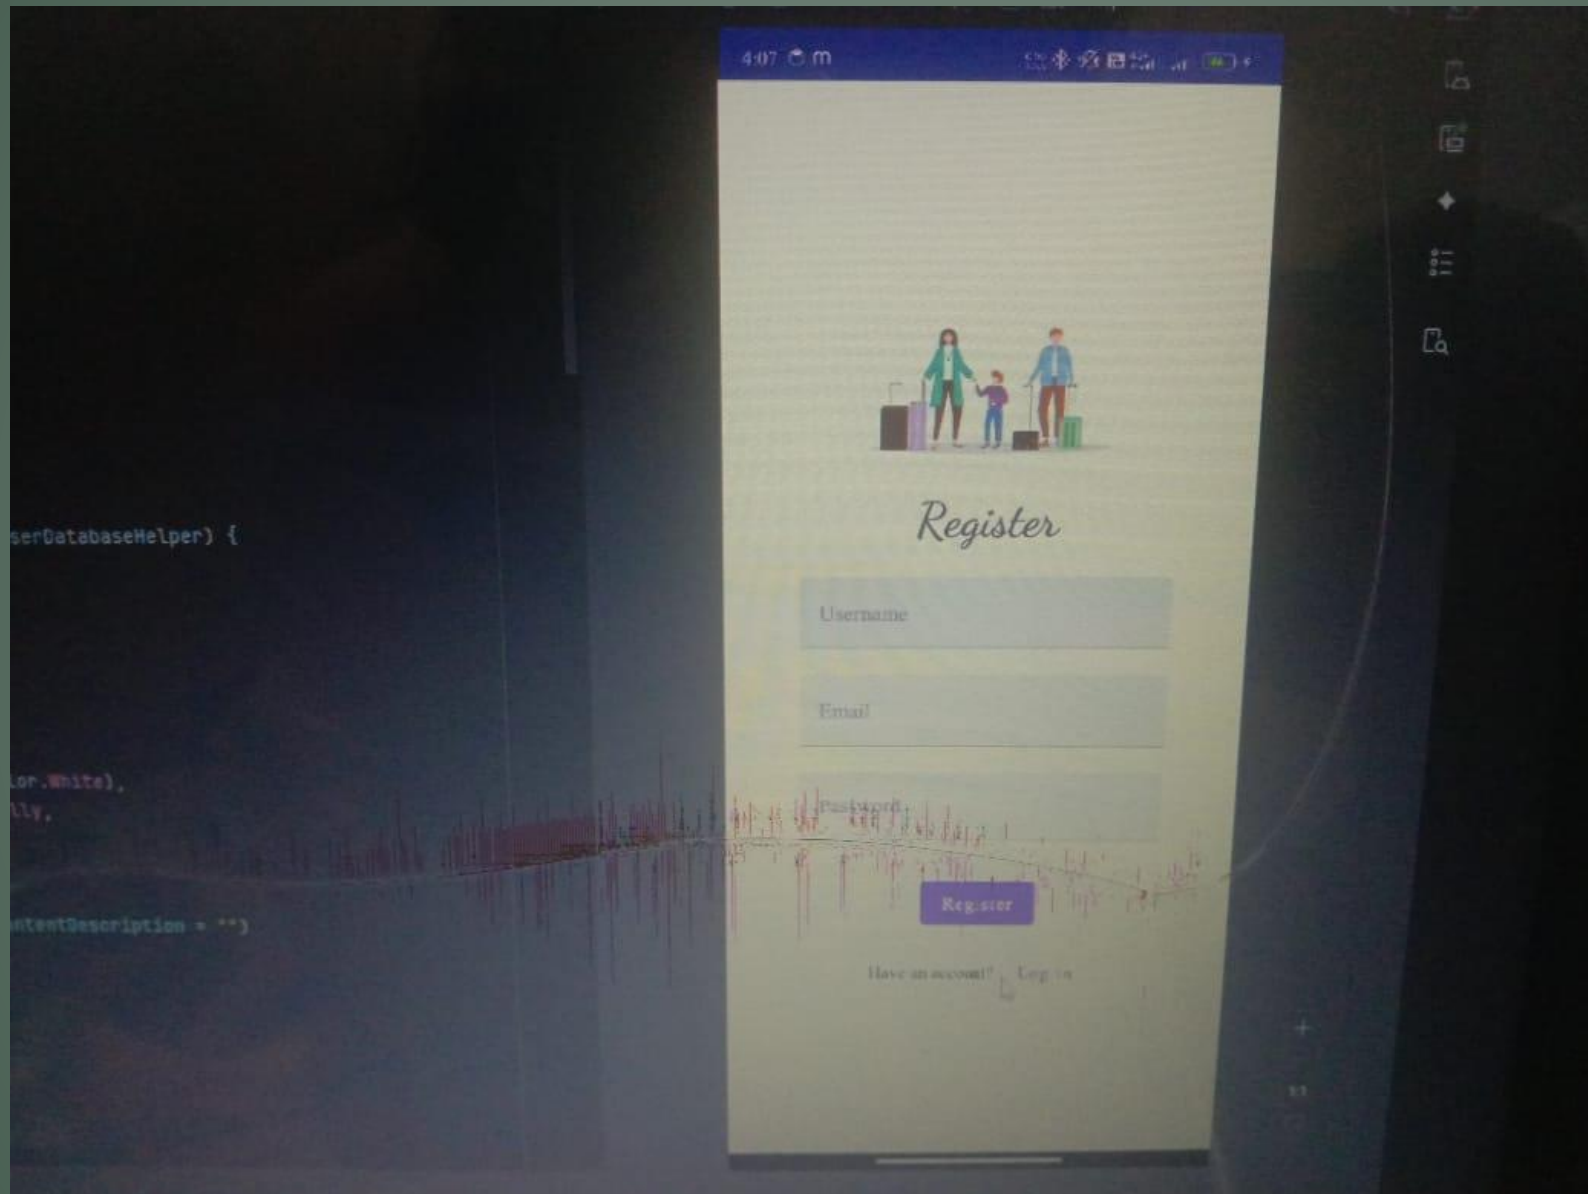 4:07 m
serDatabaseHelper) {
Register
Username
Email
lor.White),
lly,
Password
Register
ntentDescription = "")
Have an account? Log in